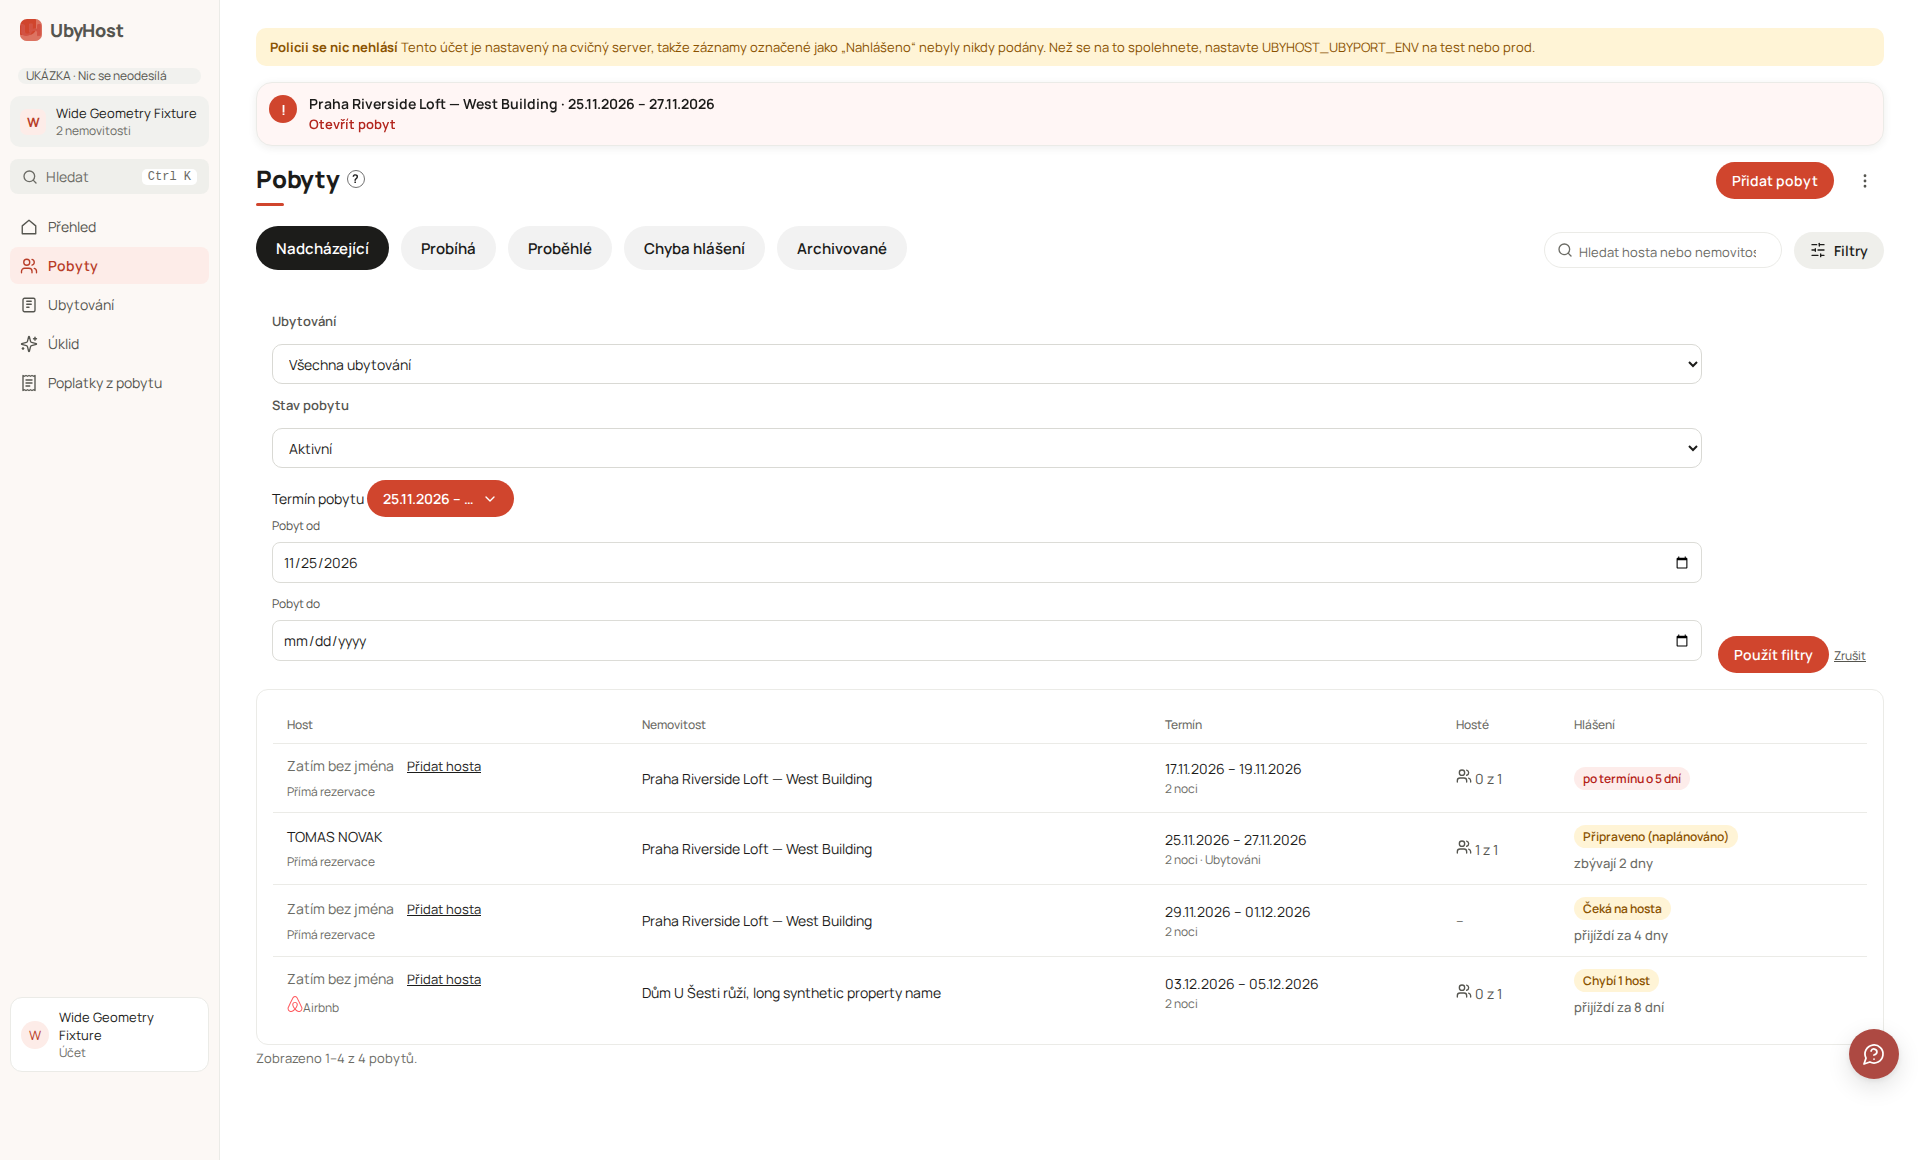 UbyHost
UKÁZKA · Nic se neodesílá
W
Wide Geometry Fixture
2 nemovitosti
Hledat
Ctrl K
Přehled
Pobyty
Ubytování
Úklid
Poplatky z pobytu
W
Wide Geometry Fixture
Účet
Policii se nic nehlásí Tento účet je nastavený na cvičný server, takže záznamy označené jako „Nahlášeno“ nebyly nikdy podány. Než se na to spolehnete, nastavte UBYHOST_UBYPORT_ENV na test nebo prod.
!
Praha Riverside Loft — West Building · 25.11.2026 – 27.11.2026
Otevřít pobyt
Pobyty ?
Přidat pobyt
Nadcházející
Probíhá
Proběhlé
Chyba hlášení
Archivované
Hledat hosta nebo nemovitos
Filtry
Ubytování
Všechna ubytování
Stav pobytu
Aktivní
Termín pobytu 25.11.2026 – …
Pobyt od
11/25/2026
Pobyt do
mm/dd/yyyy
Použít filtry
Zrušit
Host Nemovitost Termín Hosté Hlášení
Zatím bez jména Přidat hosta
Přímá rezervace
Praha Riverside Loft — West Building
17.11.2026 – 19.11.2026
2 noci
0 z 1
po termínu o 5 dní
TOMAS NOVAK
Přímá rezervace
Praha Riverside Loft — West Building
25.11.2026 – 27.11.2026
2 noci · Ubytováni
1 z 1
Připraveno (naplánováno)
zbývají 2 dny
Zatím bez jména Přidat hosta
Přímá rezervace
Praha Riverside Loft — West Building
29.11.2026 – 01.12.2026
2 noci
–
Čeká na hosta
přijíždí za 4 dny
Zatím bez jména Přidat hosta
Airbnb
Dům U Šesti růží, long synthetic property name
03.12.2026 – 05.12.2026
2 noci
0 z 1
Chybí 1 host
přijíždí za 8 dní
Zobrazeno 1–4 z 4 pobytů.